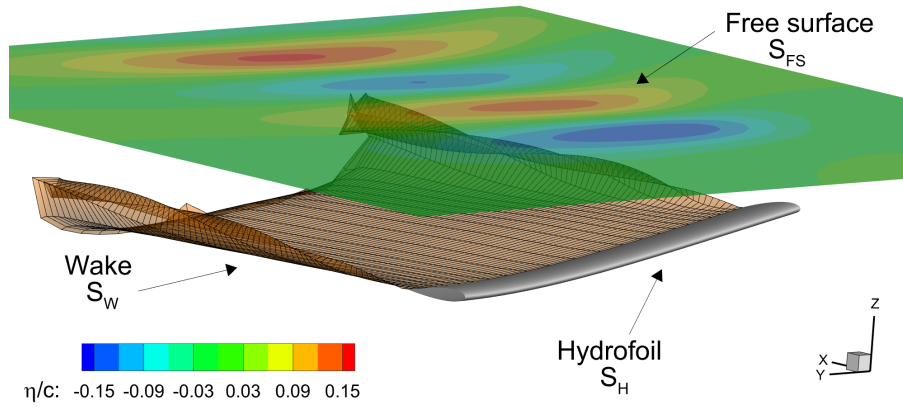 Free surface
S_FS
Wake
S_W
Hydrofoil
S_H
η/c: -0.15 -0.09 -0.03 0.03 0.09 0.15
Z
X
Y